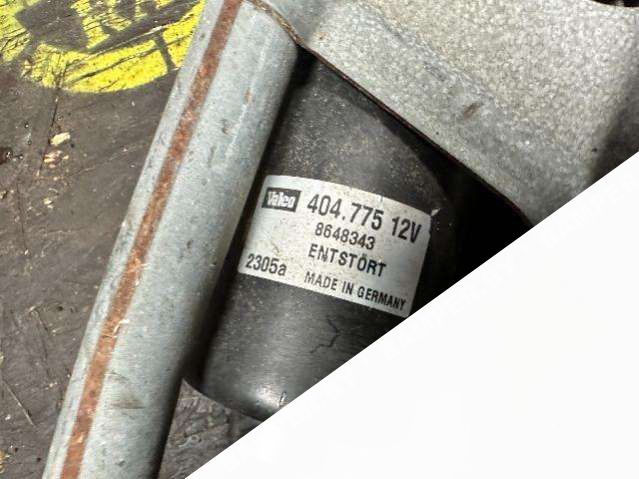 Valeo 404.775 12V
8648343
ENTSTÖRT
2305a MADE IN GERMANY